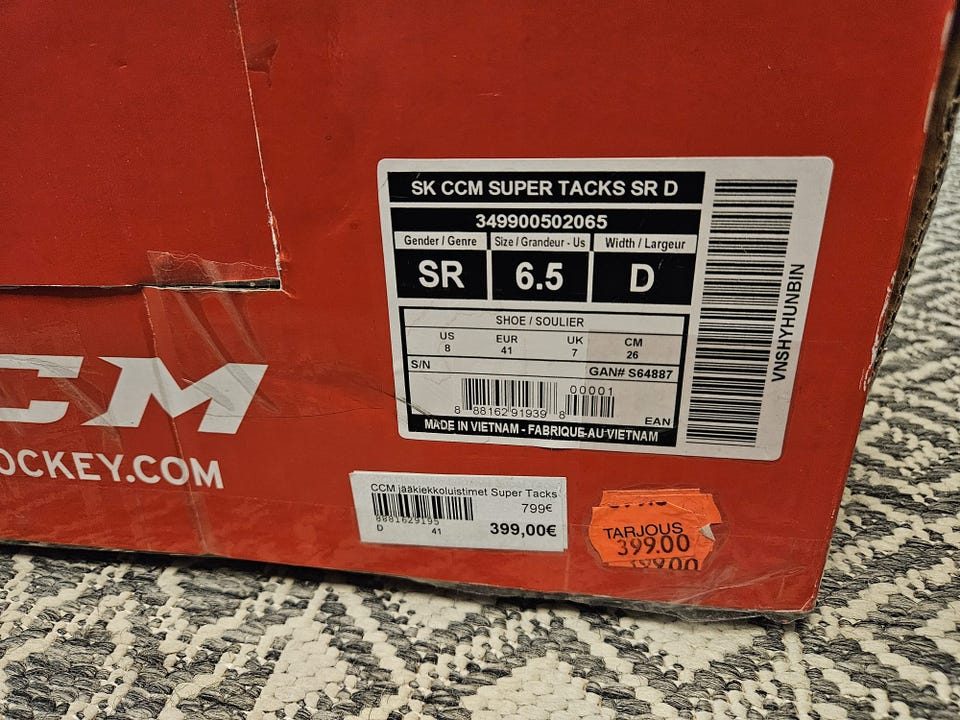 SK CCM SUPER TACKS SR D
349900502065
Gender / Genre Size / Grandeur - Us Width / Largeur
SR 6.5 D
SHOE / SOULIER
US EUR UK CM
8 41 7 26
S/N
GAN# S64887
00001
8 88162 91939 8
EAN
MADE IN VIETNAM - FABRIQUE-AU VIETNAM
VNSHYHUNBIN
CCM
OCKEY.COM
CCM jääkiekkoluistimet Super Tacks
799€
D 41 399,00€
TARJOUS
399.00